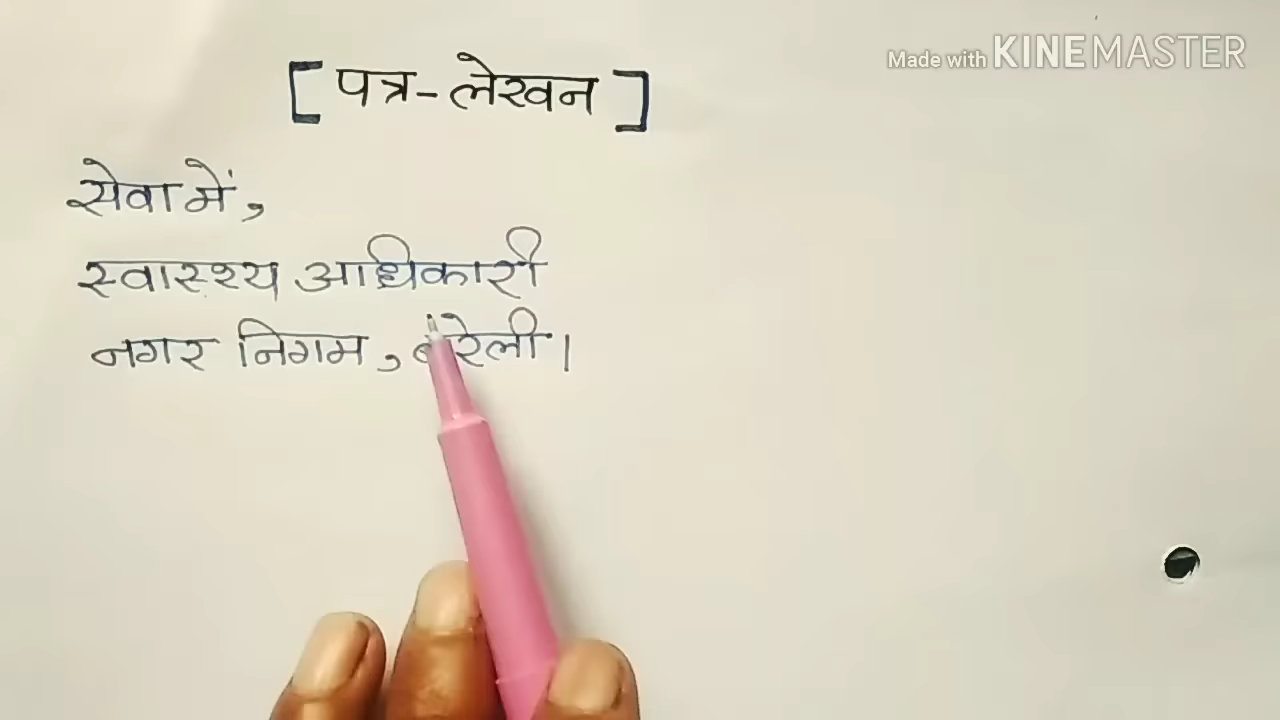 Made with KINEMASTER
[पत्र-लेखन]
सेवा में,
स्वास्थ्य आधिकारी
नगर निगम, बरेली।